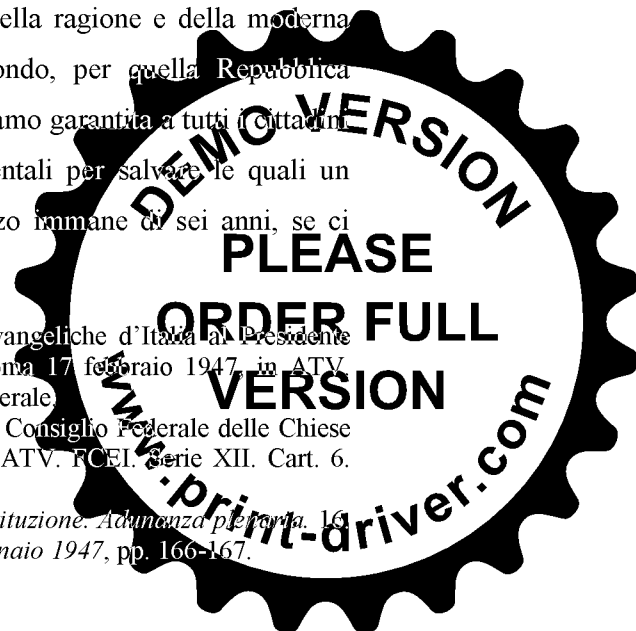 ella ragione e della moderna
ondo, per quella Repubblica
amo garantita a tutti i cittadini
entali per salvare le quali un
zo immane di sei anni, se ci
vangeliche d'Italia al Presidente
ma 17 febbraio 1947, in ATV.
erale.
Consiglio Federale delle Chiese
ATV. FCEI. Serie XII. Cart. 6.
ituzione. Adunanza plenaria. 16
naio 1947, pp. 166-167.
DEMO VERSION
PLEASE
ORDER FULL
VERSION
www.print-driver.com